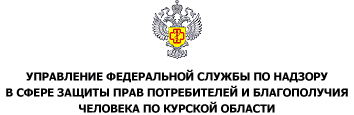 УПРАВЛЕНИЕ ФЕДЕРАЛЬНОЙ СЛУЖБЫ ПО НАДЗОРУ
В СФЕРЕ ЗАЩИТЫ ПРАВ ПОТРЕБИТЕЛЕЙ И БЛАГОПОЛУЧИЯ
ЧЕЛОВЕКА ПО КУРСКОЙ ОБЛАСТИ